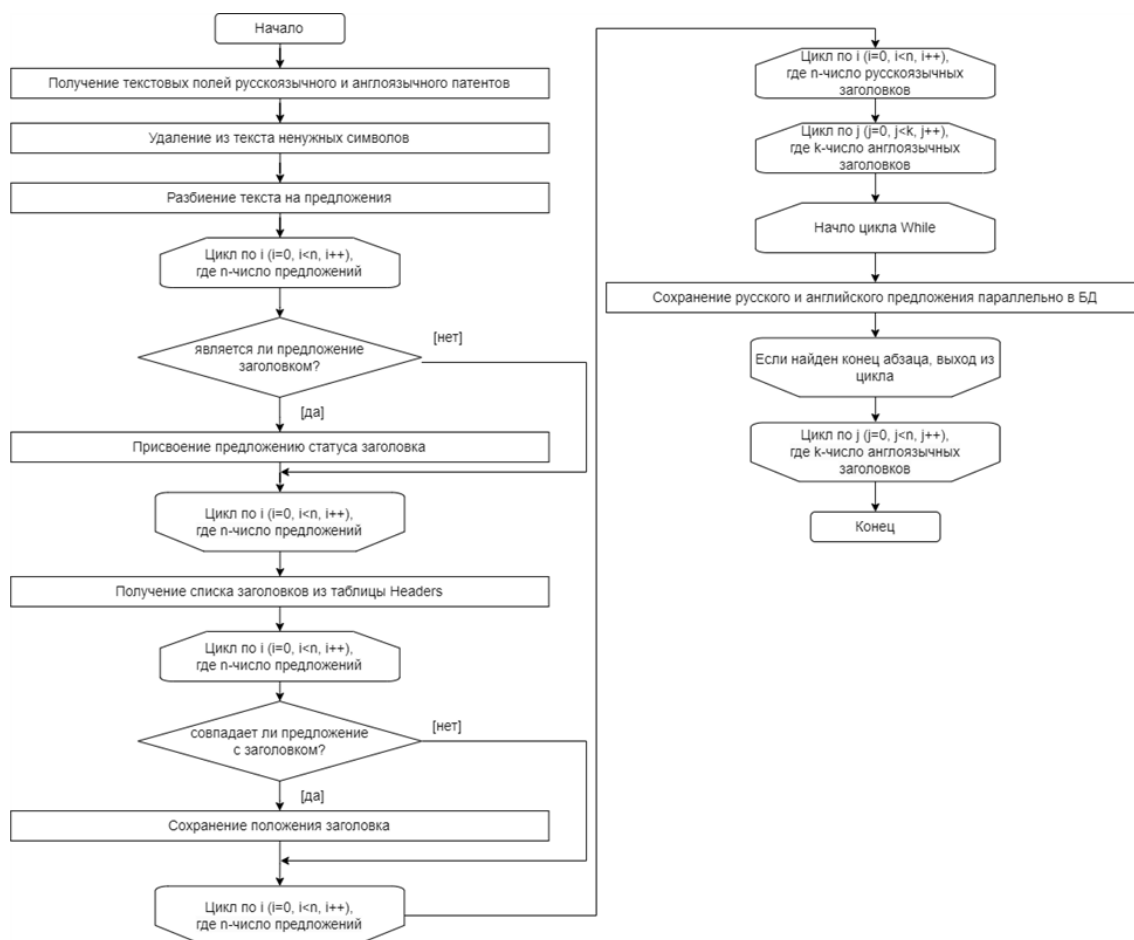 Начало
Получение текстовых полей русскоязычного и англоязычного патентов
Удаление из текста ненужных символов
Разбиение текста на предложения
Цикл по i (i=0, i<n, i++),
где n-число предложений
является ли предложение
заголовком?
[нет]
[да]
Присвоение предложению статуса заголовка
Цикл по i (i=0, i<n, i++),
где n-число предложений
Получение списка заголовков из таблицы Headers
Цикл по i (i=0, i<n, i++),
где n-число предложений
совпадает ли предложение
с заголовком?
[нет]
[да]
Сохранение положения заголовка
Цикл по i (i=0, i<n, i++),
где n-число предложений
Цикл по i (i=0, i<n, i++),
где n-число русскоязычных
заголовков
Цикл по j (j=0, j<k, j++),
где k-число англоязычных
заголовков
Начло цикла While
Сохранение русского и английского предложения параллельно в БД
Если найден конец абзаца, выход из
цикла
Цикл по j (j=0, j<n, j++),
где k-число англоязычных
заголовков
Конец